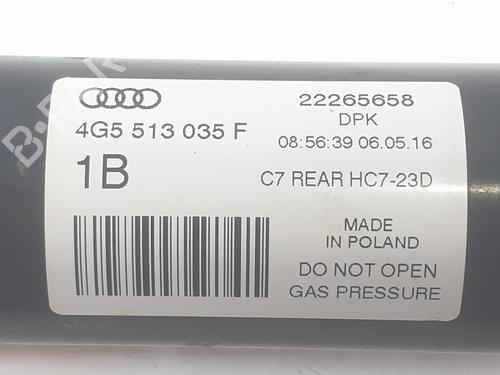 4G5 513 035 F
1B
22265658
DPK
08:56:39 06.05.16
C7 REAR HC7-23D
MADE
IN POLAND
DO NOT OPEN
GAS PRESSURE
B-PARTS